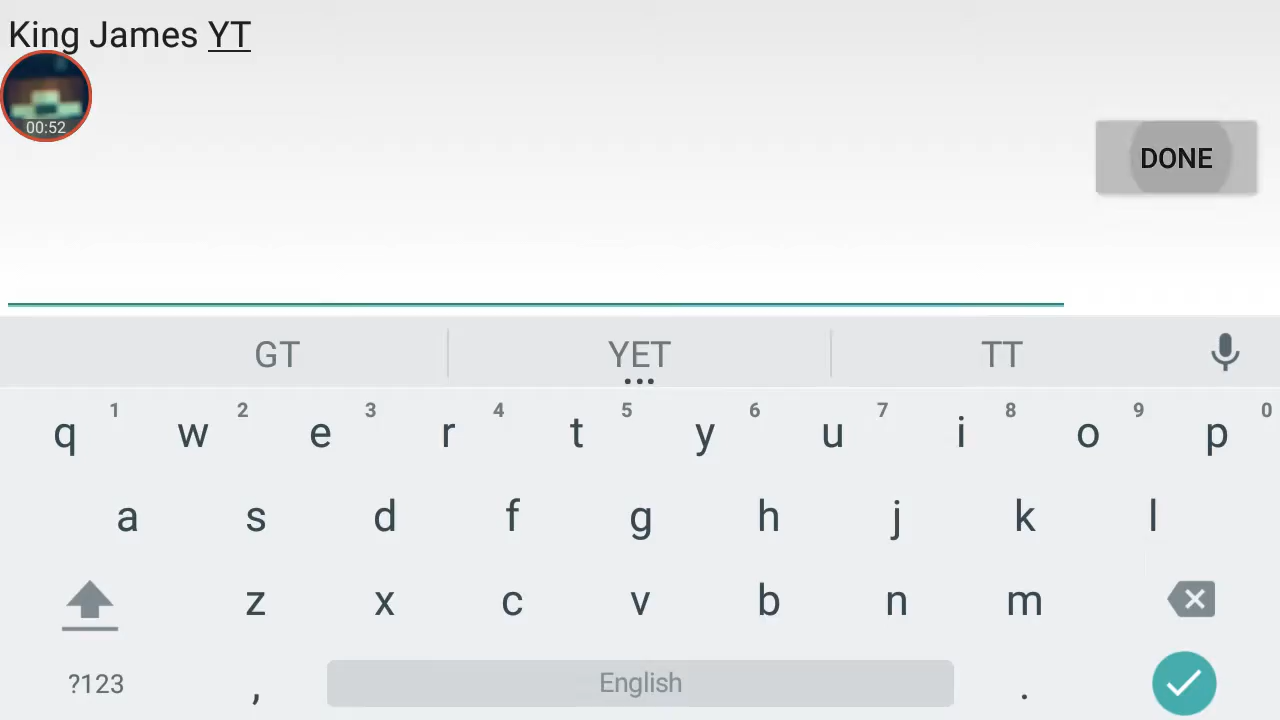 King James YT
00:52
DONE
GT YET TT
1 2 3 4 5 6 7 8 9 0
q w e r t y u i o p
a s d f g h j k l
z x c v b n m
?123 , English .